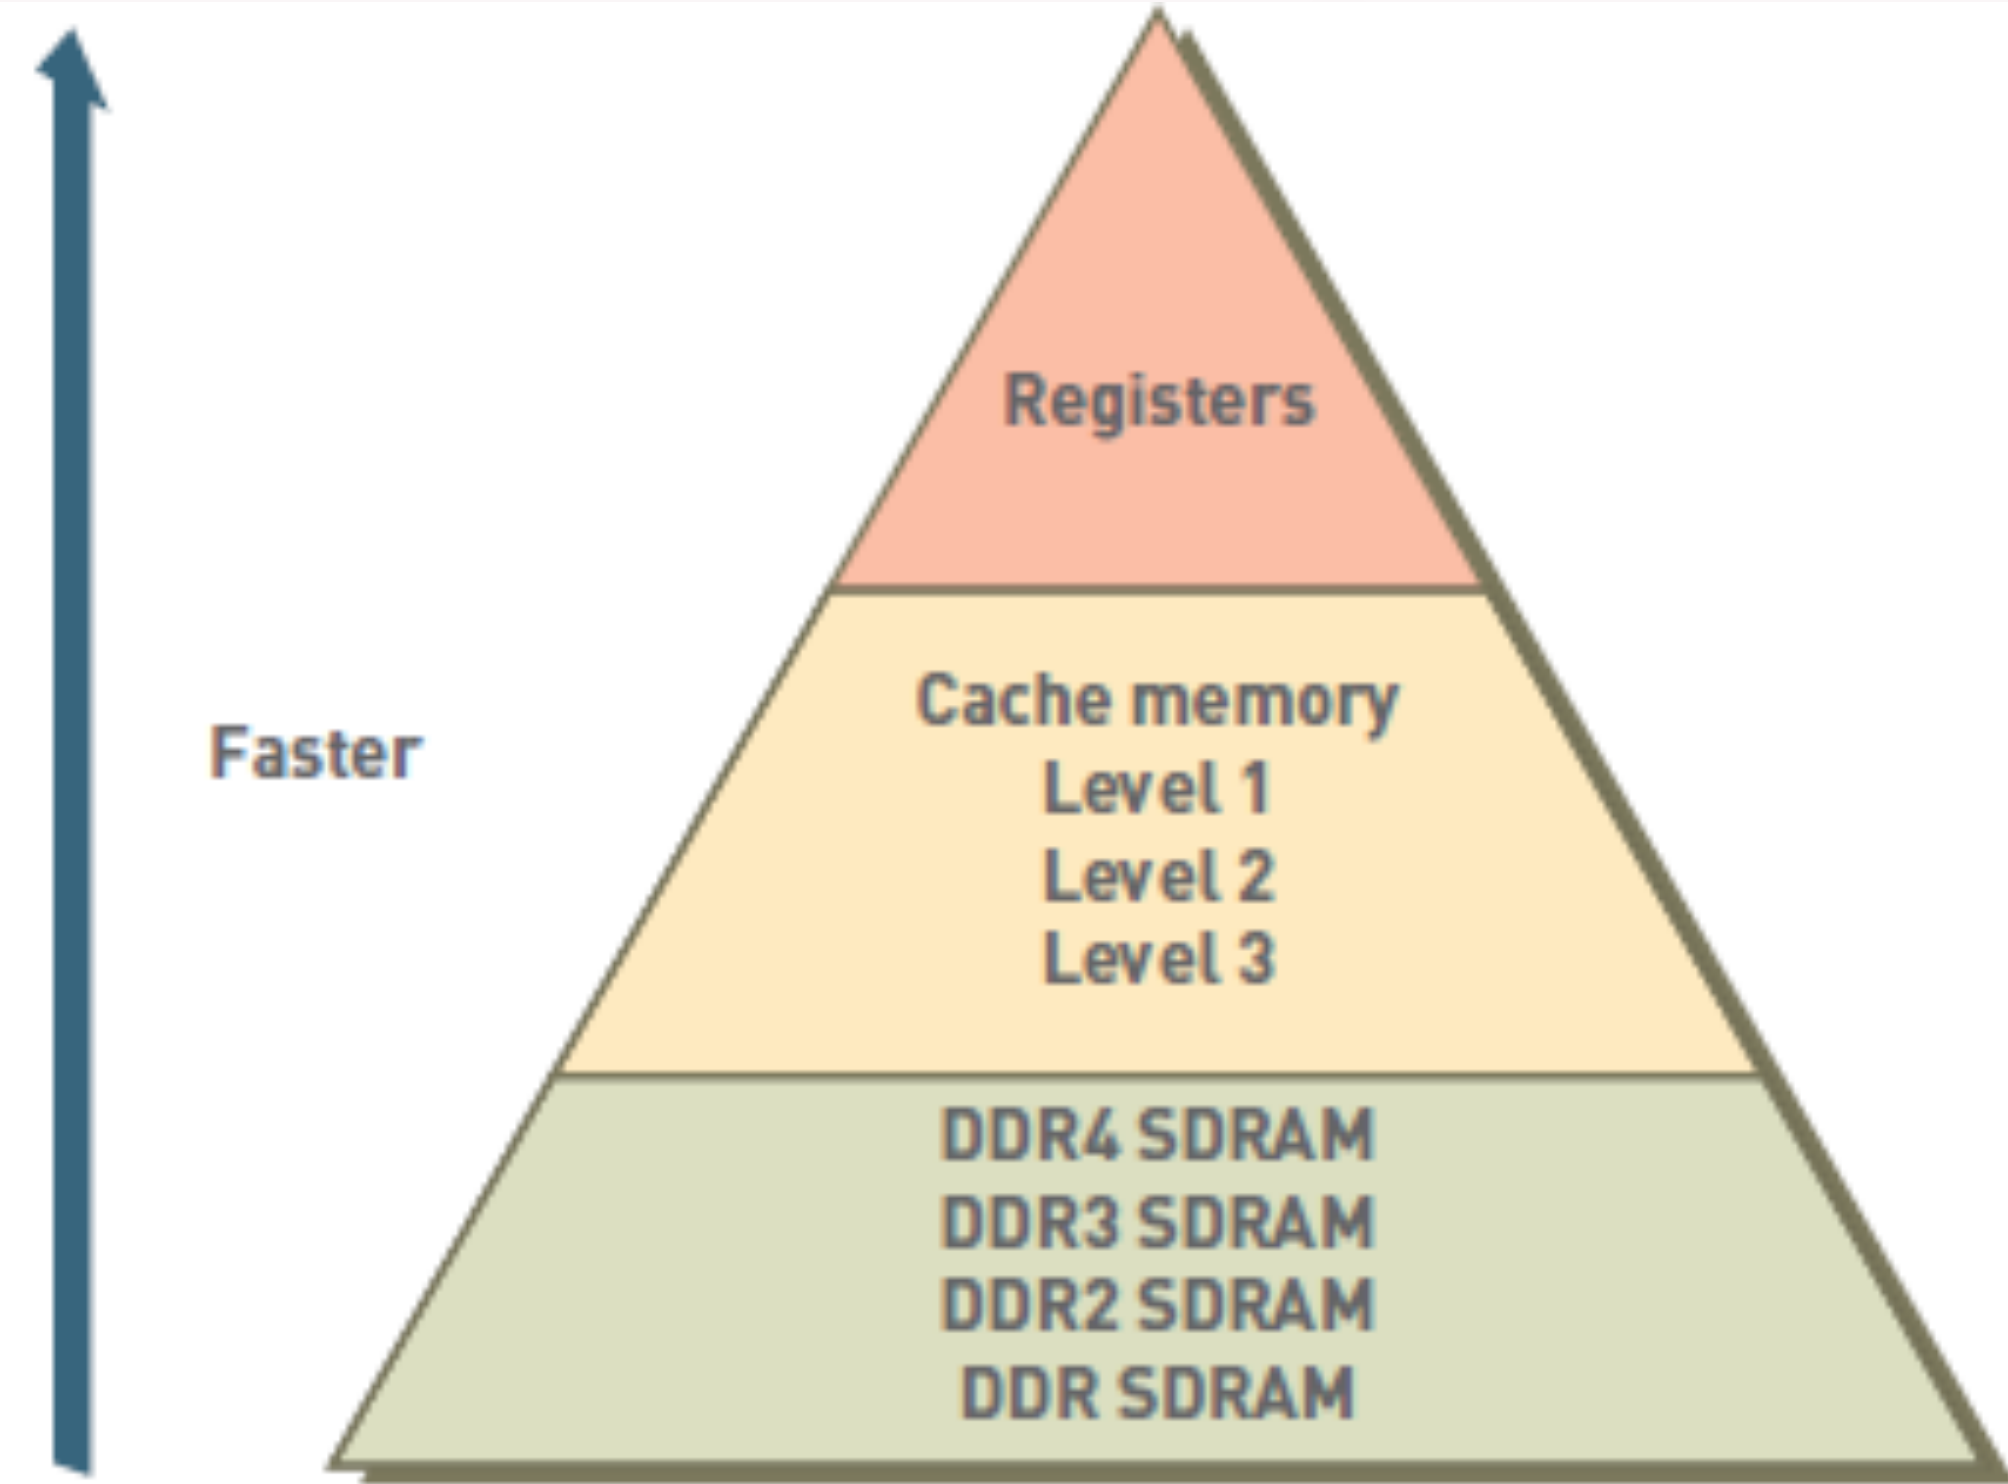 Registers
Faster
Cache memory
Level 1
Level 2
Level 3
DDR4 SDRAM
DDR3 SDRAM
DDR2 SDRAM
DDR SDRAM